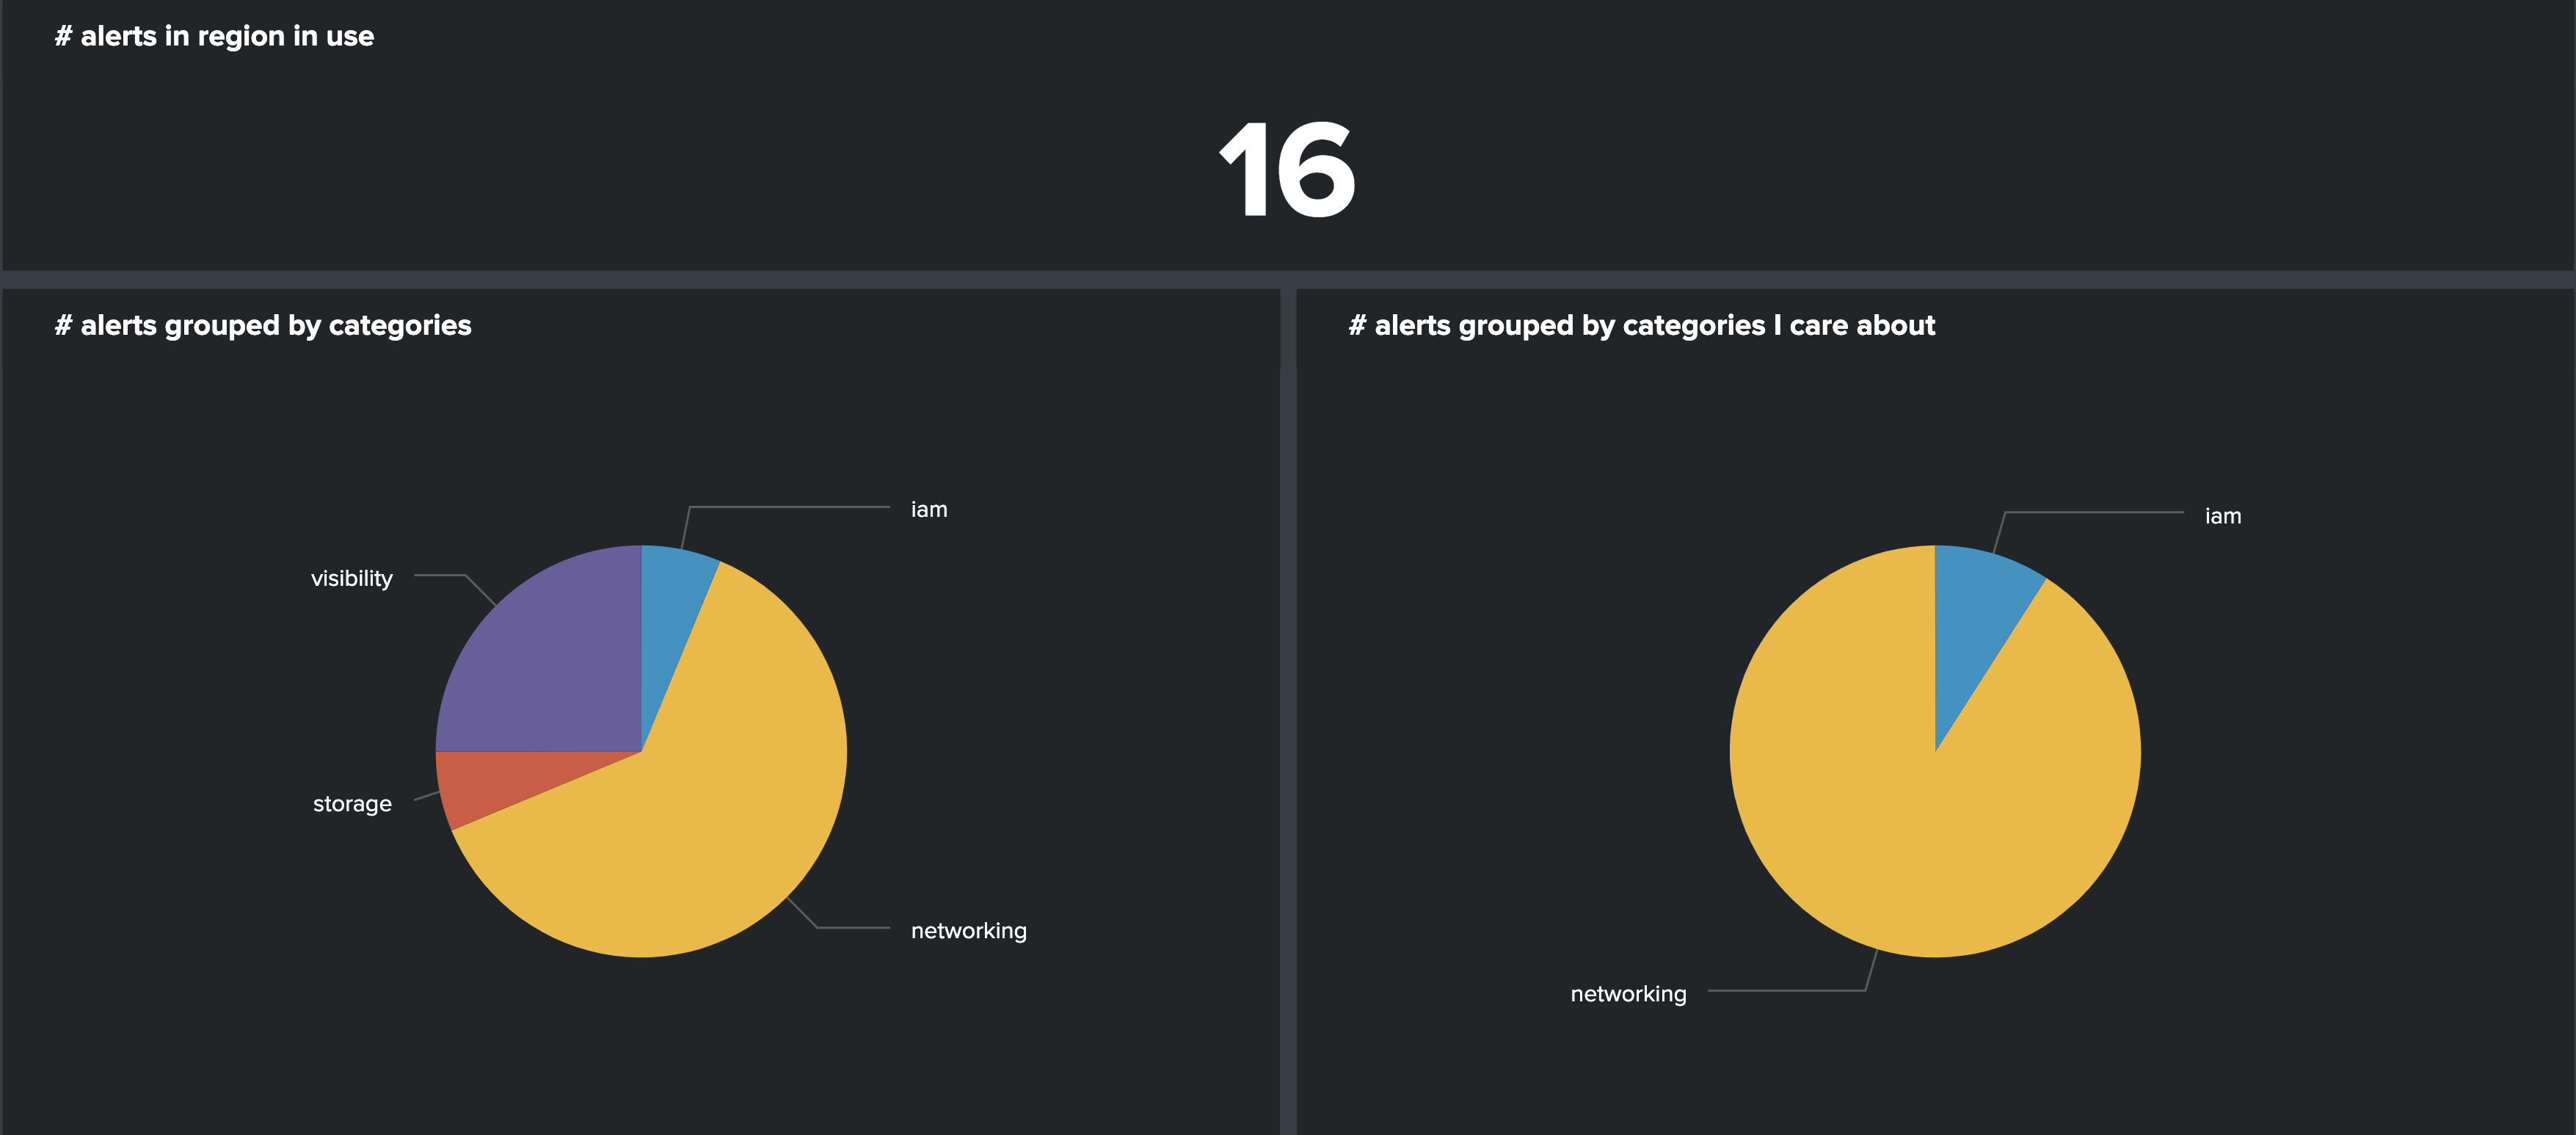 # alerts in region in use
16
# alerts grouped by categories
iam
visibility
storage
networking
# alerts grouped by categories I care about
iam
networking